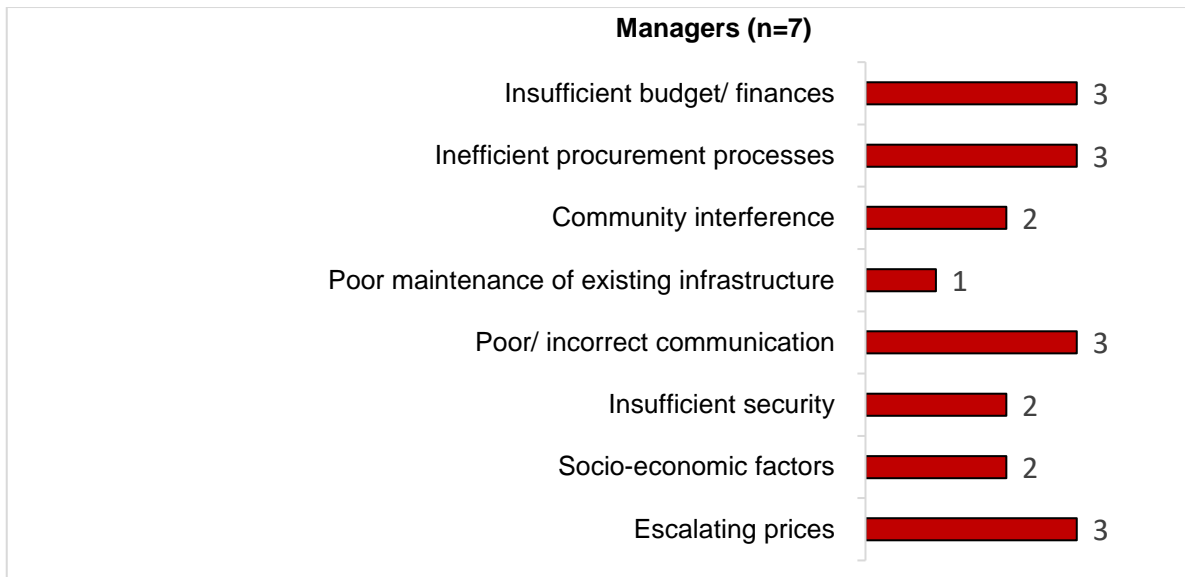 Managers (n=7)
Insufficient budget/ finances 3
Inefficient procurement processes 3
Community interference 2
Poor maintenance of existing infrastructure 1
Poor/ incorrect communication 3
Insufficient security 2
Socio-economic factors 2
Escalating prices 3